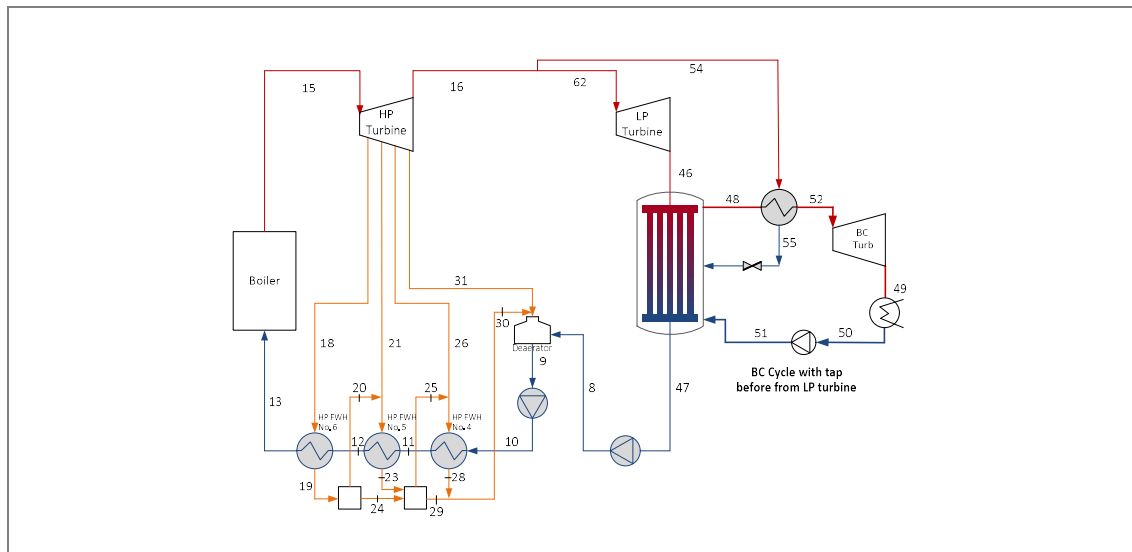 54
15
16
62
HP
Turbine
LP
Turbine
46
48
52
BC
Turb
55
Boiler
31
49
30
Deaerator
9
51
50
18
21
26
BC Cycle with tap
before from LP turbine
20
25
8
47
13
HP FWH
No.6
HP FWH
No.5
HP FWH
No.4
12
11
10
19
23
28
24
29